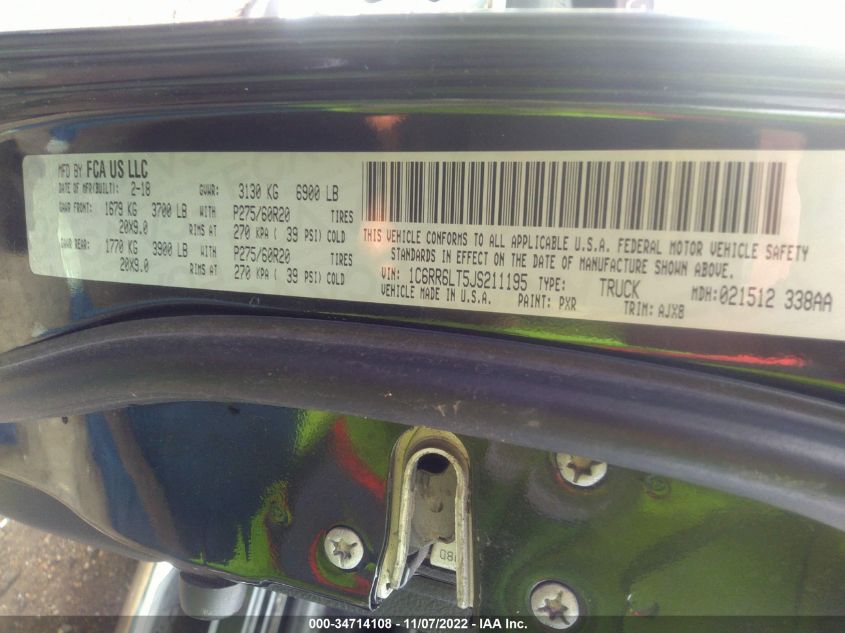 MFD BY FCA US LLC
DATE OF MFR(BUILT): 2-18 GVWR: 3130 KG 6900 LB
GAWR FRONT: 1679 KG 3700 LB WITH P275/60R20 TIRES
20X9.0 RIMS AT 270 KPA ( 39 PSI) COLD
GAWR REAR: 1770 KG 3900 LB WITH P275/60R20 TIRES
20X9.0 RIMS AT 270 KPA ( 39 PSI) COLD
THIS VEHICLE CONFORMS TO ALL APPLICABLE U.S.A. FEDERAL MOTOR VEHICLE SAFETY
STANDARDS IN EFFECT ON THE DATE OF MANUFACTURE SHOWN ABOVE.
VIN: 1C6RR6LT5JS211195 TYPE: TRUCK MDH:021512 338AA
VEHICLE MADE IN U.S.A. PAINT: PXR TRIM: AJX8
000-34714108 - 11/07/2022 - IAA Inc.